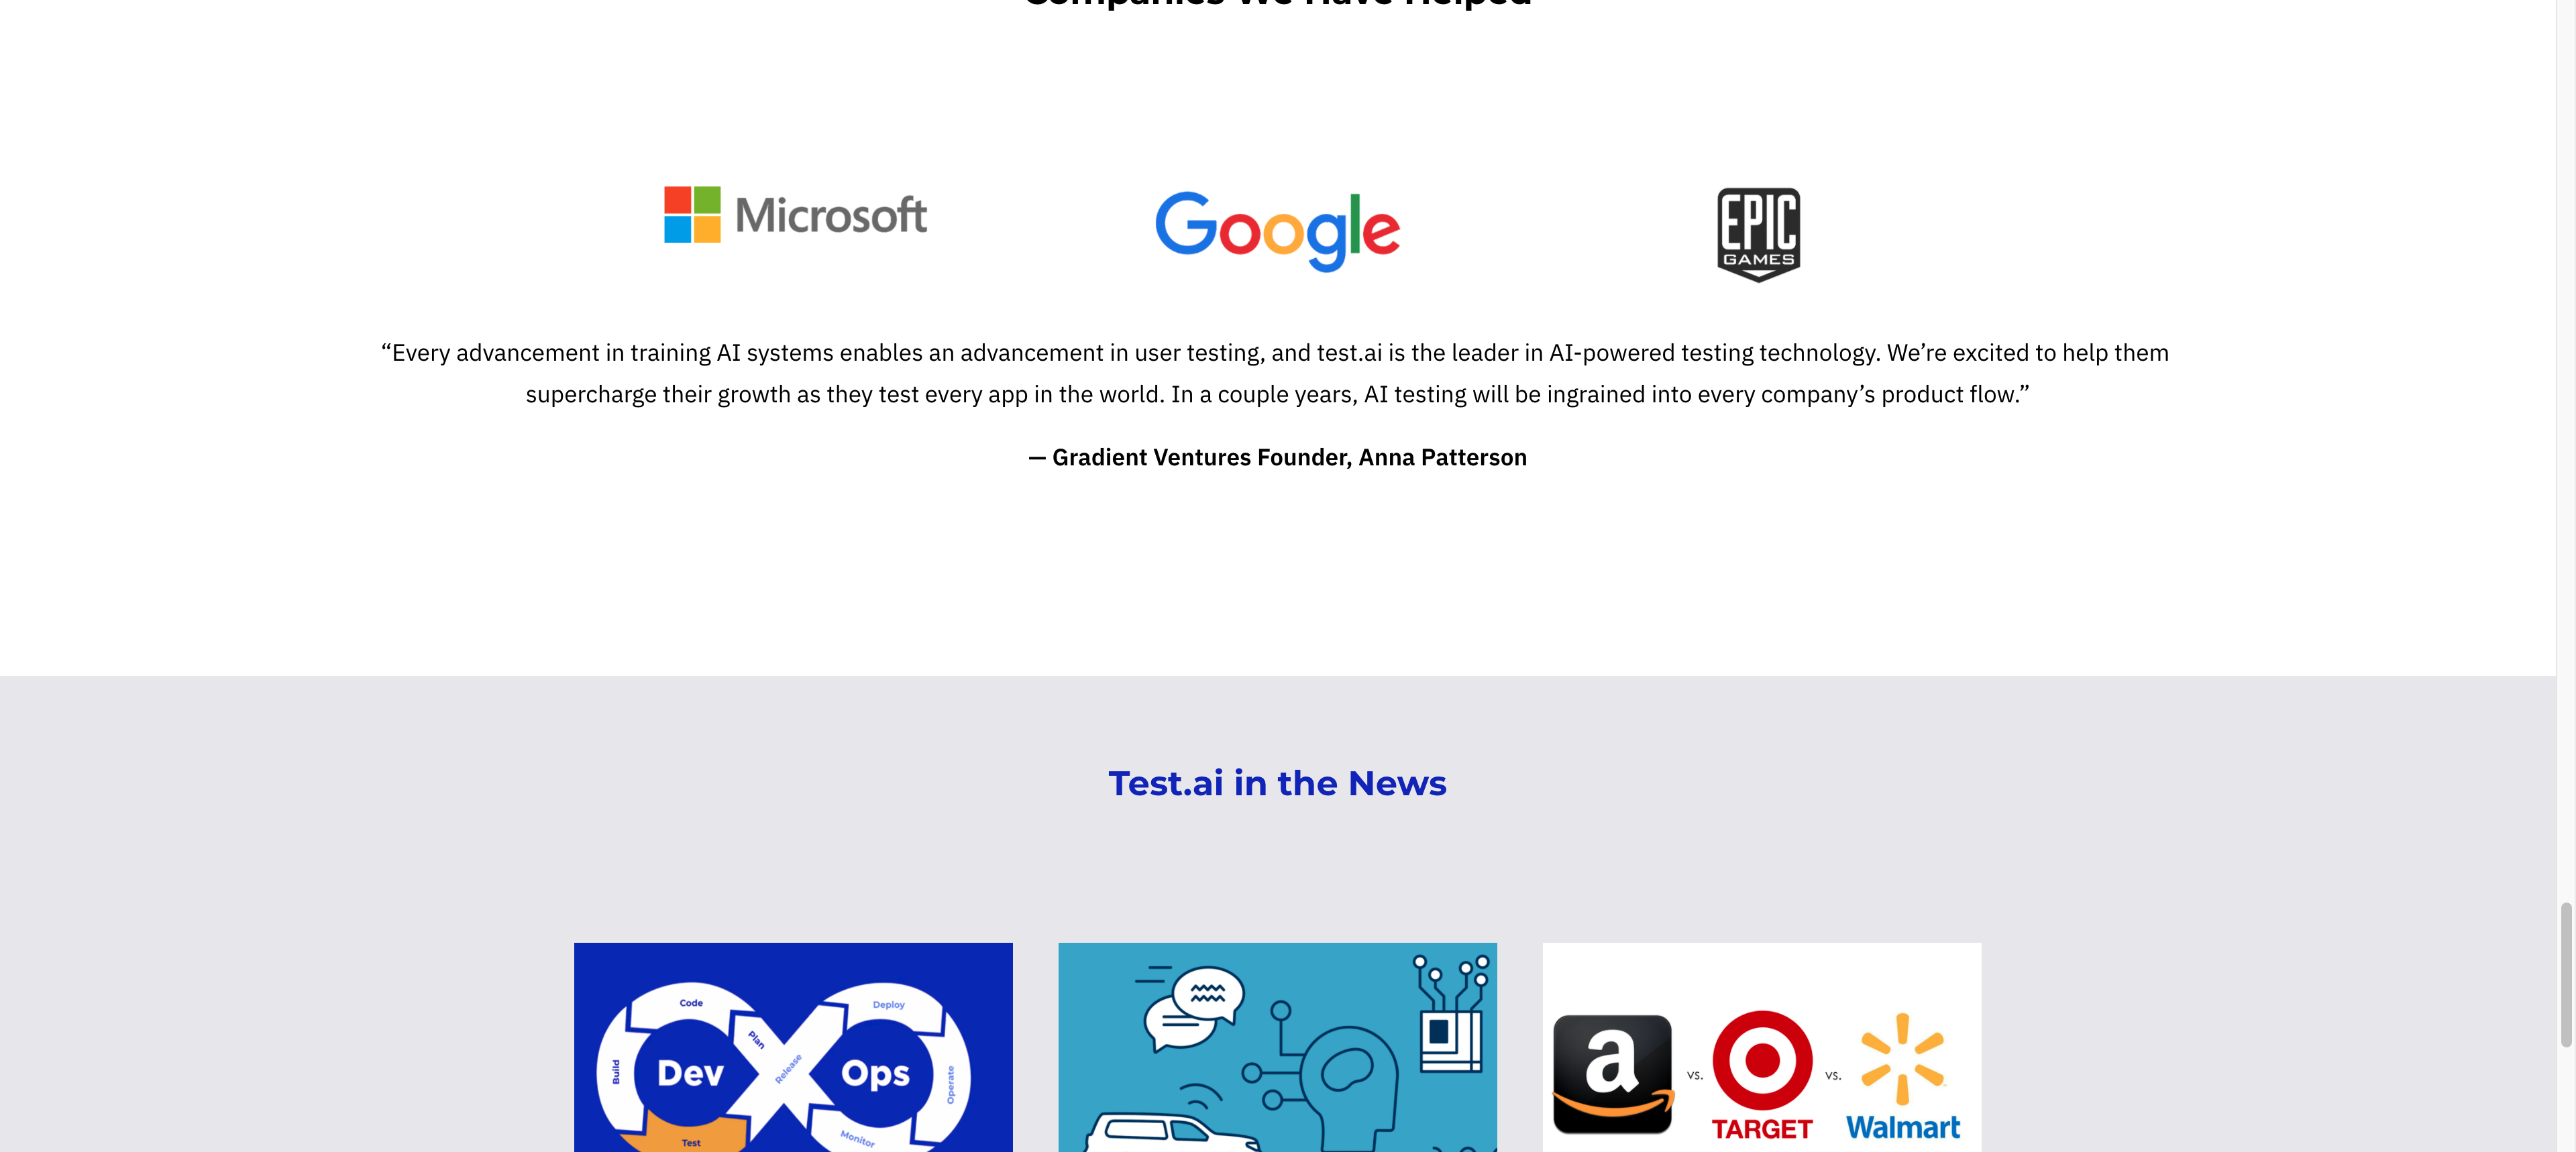 Companies We Have Helped
Microsoft
Google
EPIC
GAMES
“Every advancement in training AI systems enables an advancement in user testing, and test.ai is the leader in AI-powered testing technology. We’re excited to help them
supercharge their growth as they test every app in the world. In a couple years, AI testing will be ingrained into every company’s product flow.”
— Gradient Ventures Founder, Anna Patterson
Test.ai in the News
Code
Deploy
Plan
Release
Build
Dev
Ops
Operate
Test
Monitor
a
vs.
TARGET
vs.
Walmart